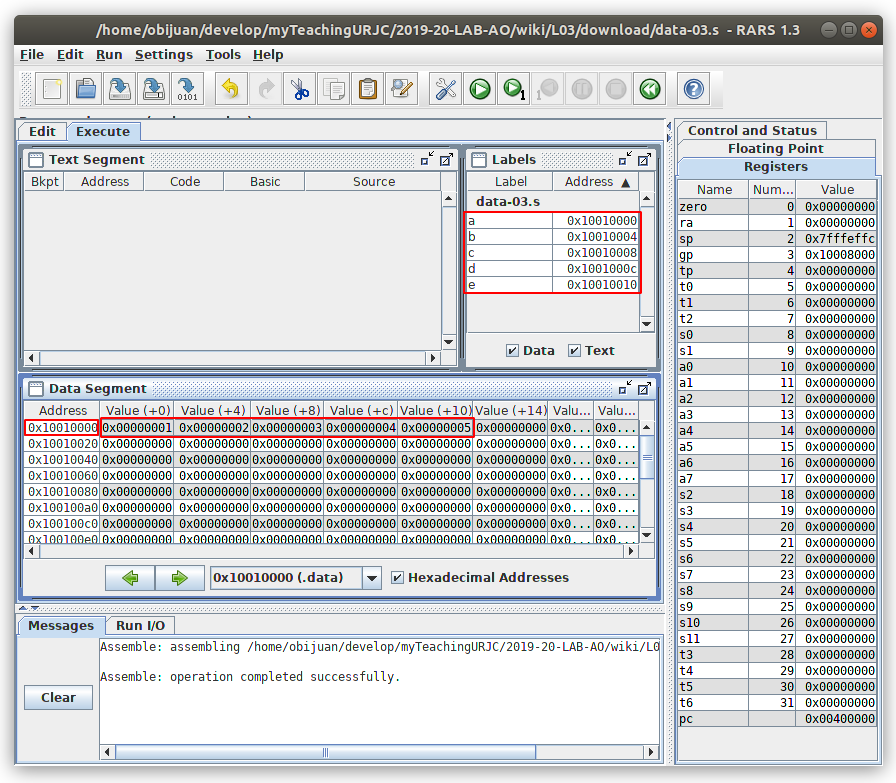 /home/obijuan/develop/myTeachingURJC/2019-20-LAB-AO/wiki/L03/download/data-03.s - RARS 1.3
File Edit Run Settings Tools Help
0101
1
1
Edit Execute
Text Segment
Bkpt Address Code Basic Source
Labels
Label Address ▲
data-03.s
a 0x10010000
b 0x10010004
c 0x10010008
d 0x1001000c
e 0x10010010
Data Text
Data Segment
Address Value (+0) Value (+4) Value (+8) Value (+c) Value (+10) Value (+14) Valu... Valu...
0x10010000 0x00000001 0x00000002 0x00000003 0x00000004 0x00000005 0x00000000 0x0... 0x0...
0x10010020 0x00000000 0x00000000 0x00000000 0x00000000 0x00000000 0x00000000 0x0... 0x0...
0x10010040 0x00000000 0x00000000 0x00000000 0x00000000 0x00000000 0x00000000 0x0... 0x0...
0x10010060 0x00000000 0x00000000 0x00000000 0x00000000 0x00000000 0x00000000 0x0... 0x0...
0x10010080 0x00000000 0x00000000 0x00000000 0x00000000 0x00000000 0x00000000 0x0... 0x0...
0x100100a0 0x00000000 0x00000000 0x00000000 0x00000000 0x00000000 0x00000000 0x0... 0x0...
0x100100c0 0x00000000 0x00000000 0x00000000 0x00000000 0x00000000 0x00000000 0x0... 0x0...
0x100100e0 0x00000000 0x00000000 0x00000000 0x00000000 0x00000000 0x00000000 0x0... 0x0...
0x10010000 (.data) Hexadecimal Addresses
Messages Run I/O
Assemble: assembling /home/obijuan/develop/myTeachingURJC/2019-20-LAB-AO/wiki/L0
Assemble: operation completed successfully.
Clear
Control and Status
Floating Point
Registers
Name Num... Value
zero 0 0x00000000
ra 1 0x00000000
sp 2 0x7fffeffc
gp 3 0x10008000
tp 4 0x00000000
t0 5 0x00000000
t1 6 0x00000000
t2 7 0x00000000
s0 8 0x00000000
s1 9 0x00000000
a0 10 0x00000000
a1 11 0x00000000
a2 12 0x00000000
a3 13 0x00000000
a4 14 0x00000000
a5 15 0x00000000
a6 16 0x00000000
a7 17 0x00000000
s2 18 0x00000000
s3 19 0x00000000
s4 20 0x00000000
s5 21 0x00000000
s6 22 0x00000000
s7 23 0x00000000
s8 24 0x00000000
s9 25 0x00000000
s10 26 0x00000000
s11 27 0x00000000
t3 28 0x00000000
t4 29 0x00000000
t5 30 0x00000000
t6 31 0x00000000
pc 0x00400000